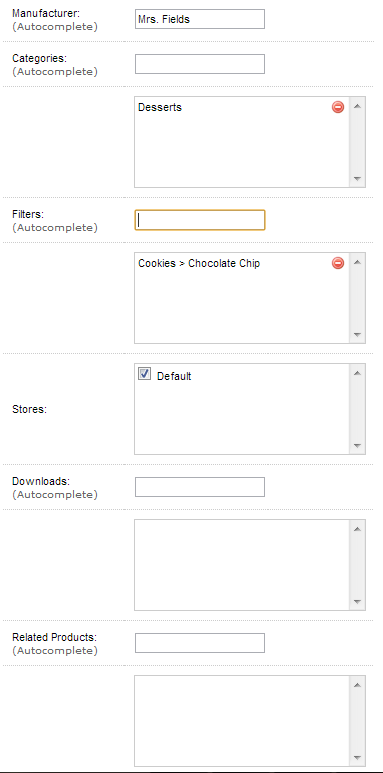 Manufacturer:
(Autocomplete)
Mrs. Fields
Categories:
(Autocomplete)
Desserts
Filters:
(Autocomplete)
Cookies > Chocolate Chip
Stores:
Default
Downloads:
(Autocomplete)
Related Products:
(Autocomplete)